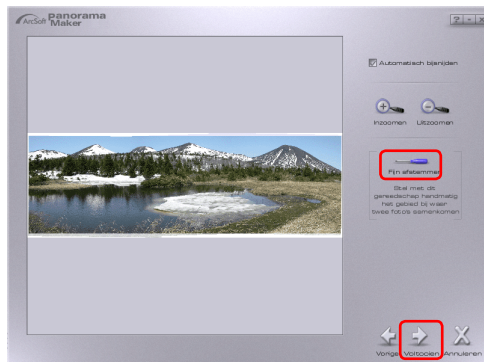 ArcSoft Panorama Maker
Automatisch bijsnijden
Inzoomen Uitzoomen
Fijn afstemmen
Stel met dit
gereedschap handmatig
het gebied bij waar
twee foto's samenkomen
Vorige Voltooien Annuleren